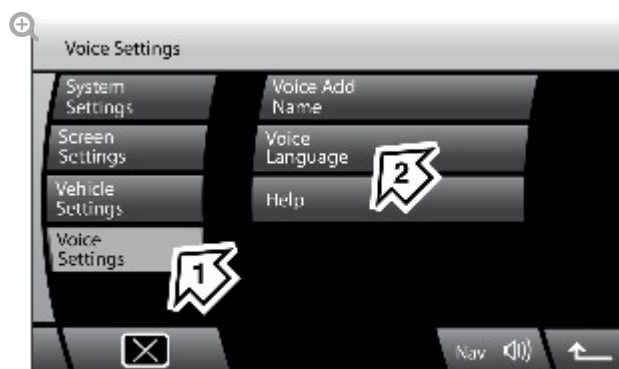 Voice Settings
System
Settings
Screen
Settings
Vehicle
Settings
Voice
Settings
Voice Add
Name
Voice
Language
Help
1
2
Nav